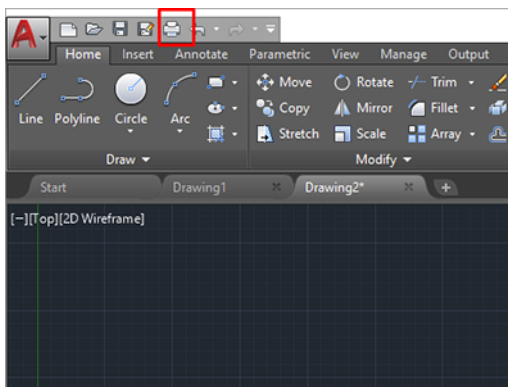 A
Home Insert Annotate Parametric View Manage Output
Move Rotate Trim
Copy Mirror Fillet
Line Polyline Circle Arc
Stretch Scale Array
Draw Modify
Start Drawing1 Drawing2*
[−][Top][2D Wireframe]